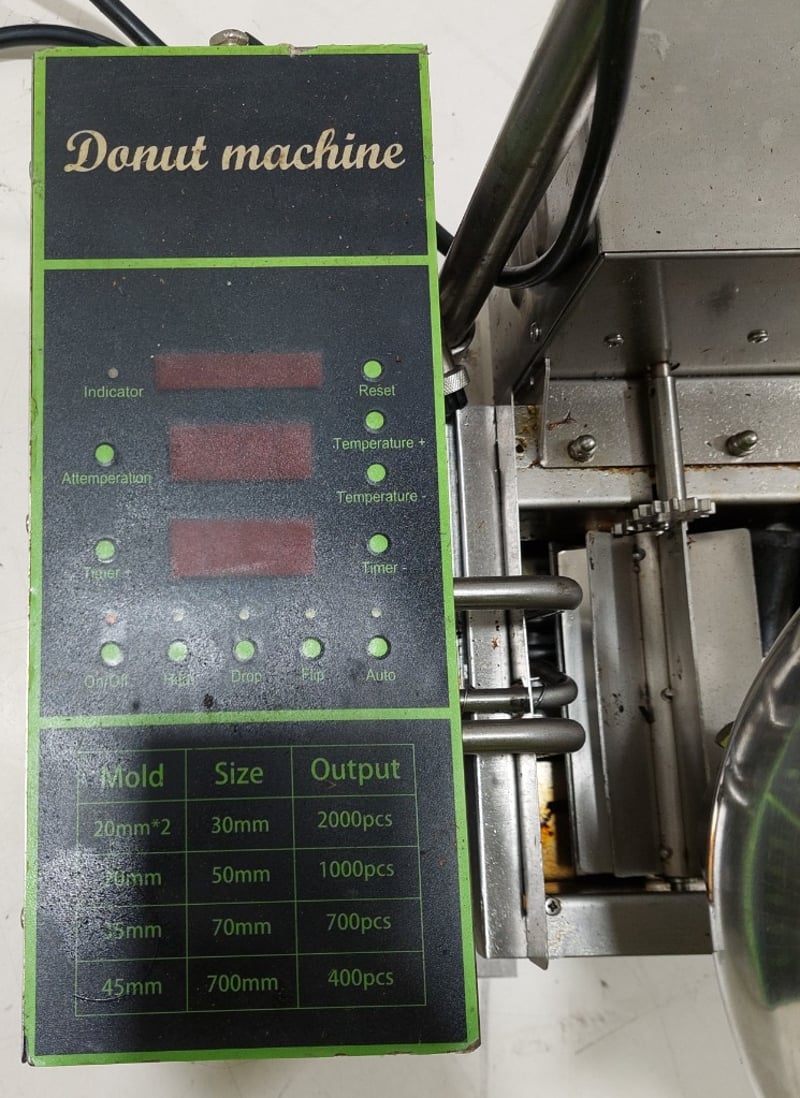 Donut machine
Indicator
Reset
Temperature +
Attemperation
Temperature -
Timer +
Timer -
On/Off Drop Flip Auto
Mold Size Output
20mm*2 30mm 2000pcs
50mm 1000pcs
70mm 700pcs
45mm 700mm 400pcs